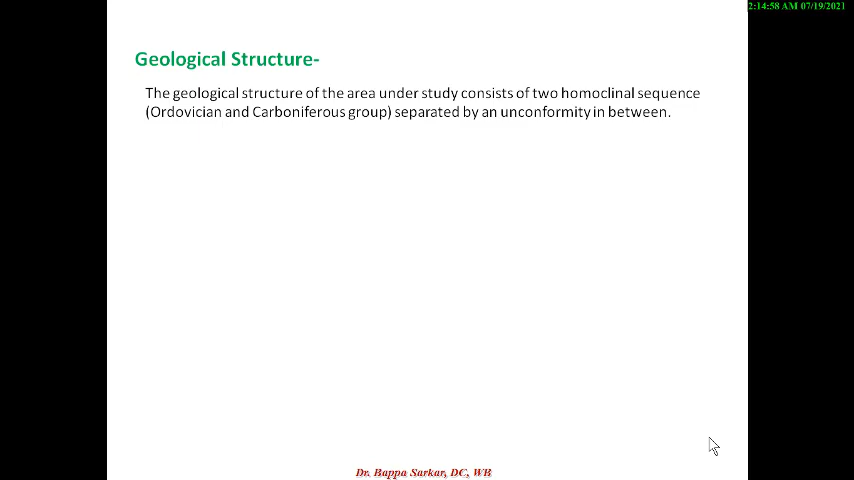 2:14:58 AM 07/19/2021
Geological Structure-
The geological structure of the area under study consists of two homoclinal sequence
(Ordovician and Carboniferous group) separated by an unconformity in between.
Dr. Bappa Sarkar, DC, WB